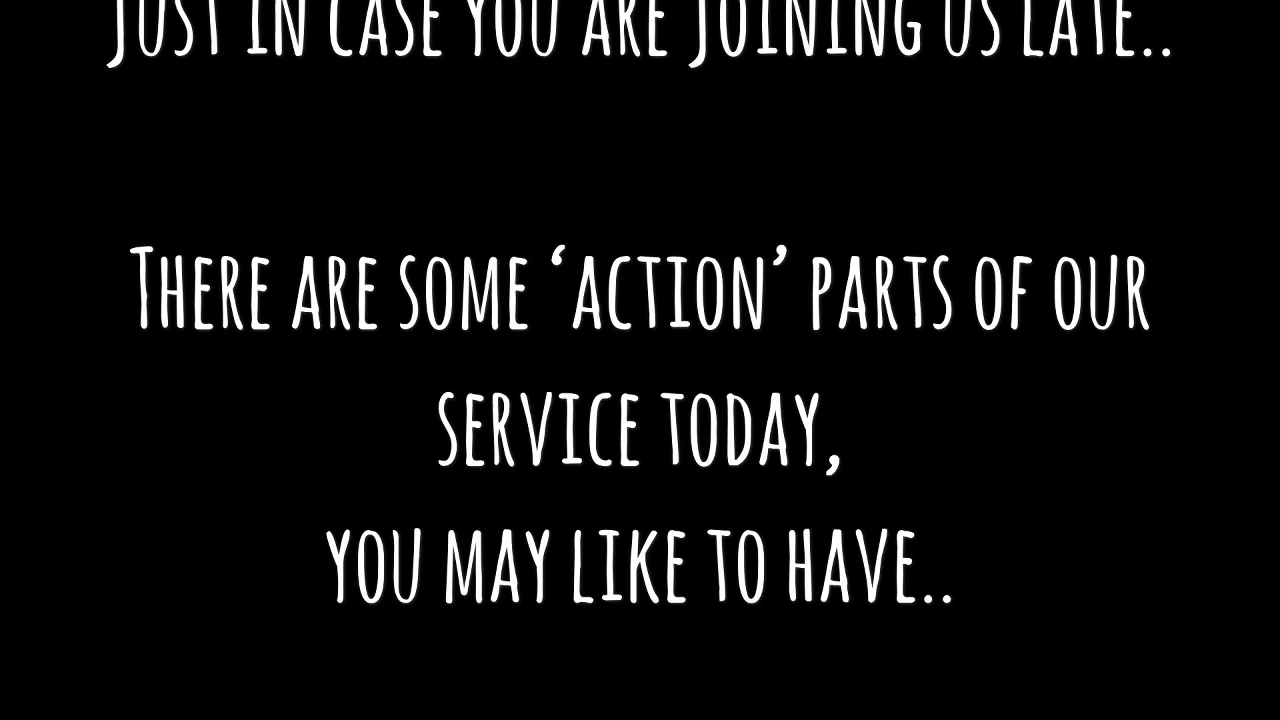 Just in case you are joining us late..
There are some ‘action’ parts of our
service today,
you may like to have..